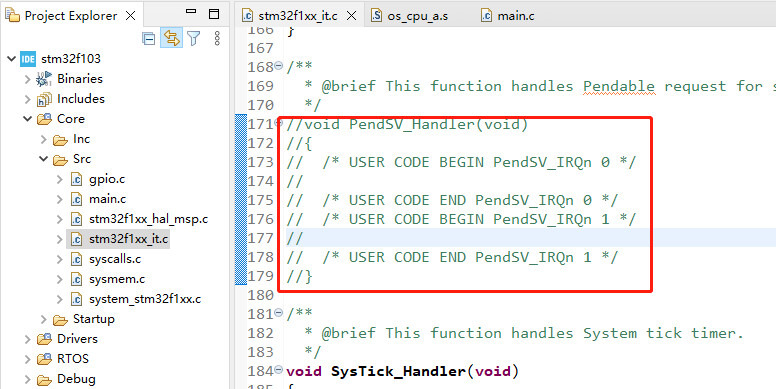 Project Explorer
stm32f103
Binaries
Includes
Core
Inc
Src
gpio.c
main.c
stm32f1xx_hal_msp.c
stm32f1xx_it.c
syscalls.c
sysmem.c
system_stm32f1xx.c
Startup
Drivers
RTOS
Debug
stm32f1xx_it.c
os_cpu_a.s
main.c
166 }
167
168 /**
169 * @brief This function handles Pendable request for s
170 */
171 //void PendSV_Handler(void)
172 //{
173 // /* USER CODE BEGIN PendSV_IRQn 0 */
174 //
175 // /* USER CODE END PendSV_IRQn 0 */
176 // /* USER CODE BEGIN PendSV_IRQn 1 */
177 //
178 // /* USER CODE END PendSV_IRQn 1 */
179 //}
180
181 /**
182 * @brief This function handles System tick timer.
183 */
184 void SysTick_Handler(void)
185 {